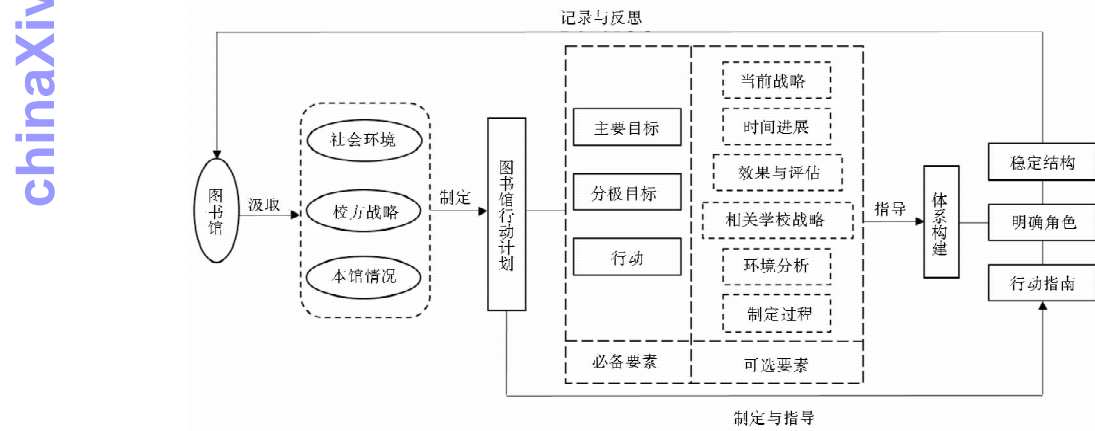 chinaXiv
记录与反思
图书馆
汲取
社会环境
校方战略
本馆情况
制定
图书馆行动计划
主要目标
分极目标
行动
必备要素
当前战略
时间进展
效果与评估
相关学校战略
环境分析
制定过程
可选要素
指导
体系构建
稳定结构
明确角色
行动指南
制定与指导